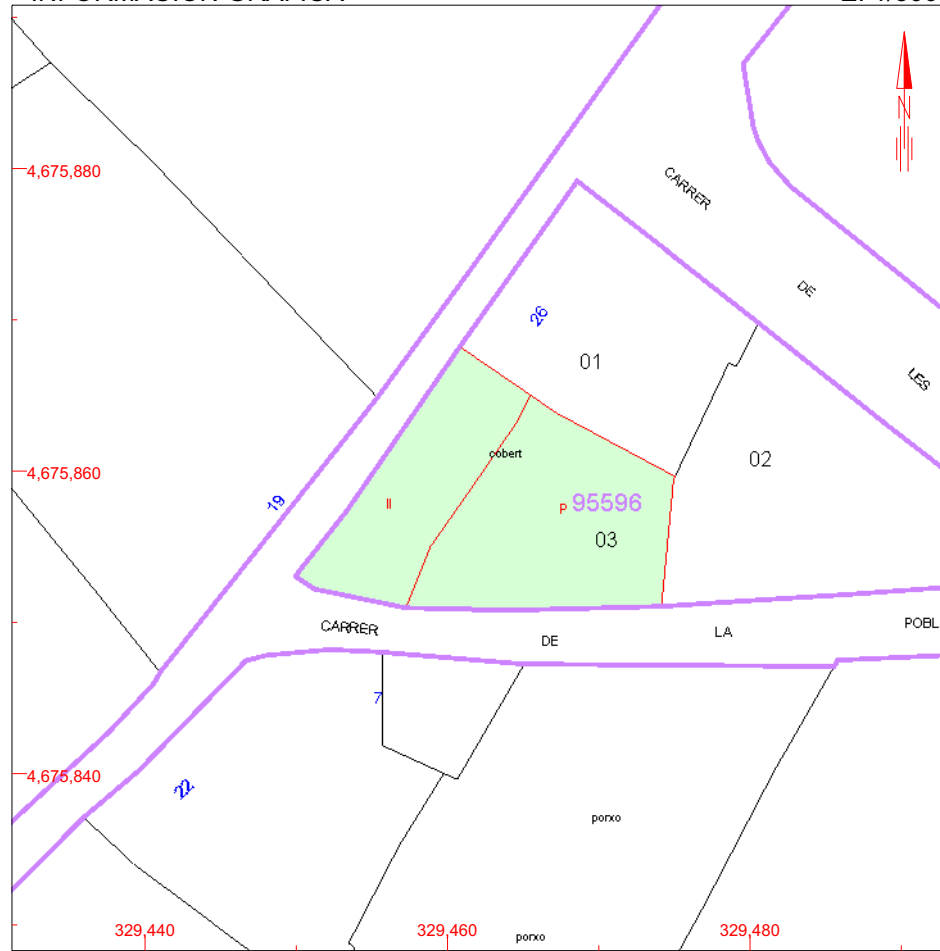 4,675,880
CARRER
DE
LES
26
01
02
cobert
4,675,860
19
II
P 95596
03
CARRER
DE
LA
POBL
7
22
4,675,840
porxo
porxo
329,440
329,460
329,480
N